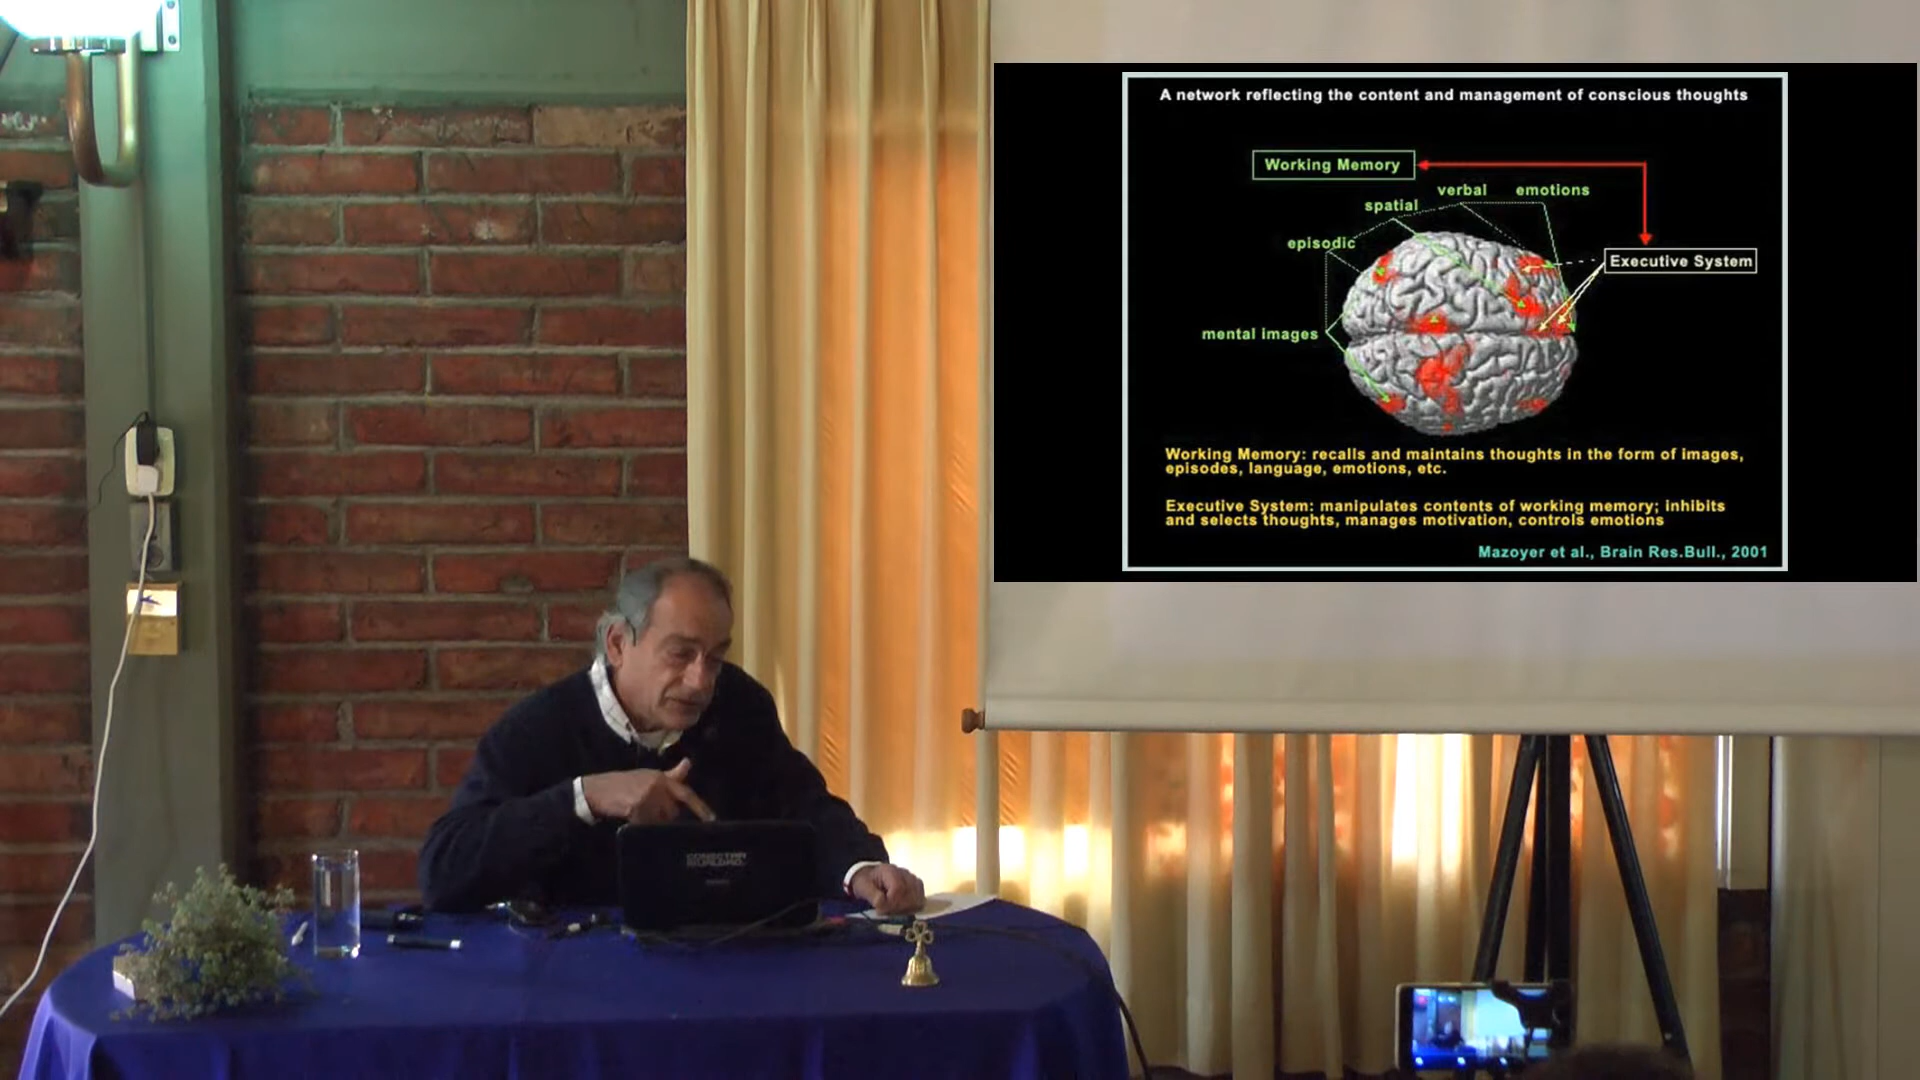 A network reflecting the content and management of conscious thoughts
Working Memory
verbal emotions
spatial
episodic
Executive System
mental images
Working Memory: recalls and maintains thoughts in the form of images,
episodes, language, emotions, etc.
Executive System: manipulates contents of working memory; inhibits
and selects thoughts, manages motivation, controls emotions
Mazoyer et al., Brain Res.Bull., 2001
CONECTAR
IGUALDAD